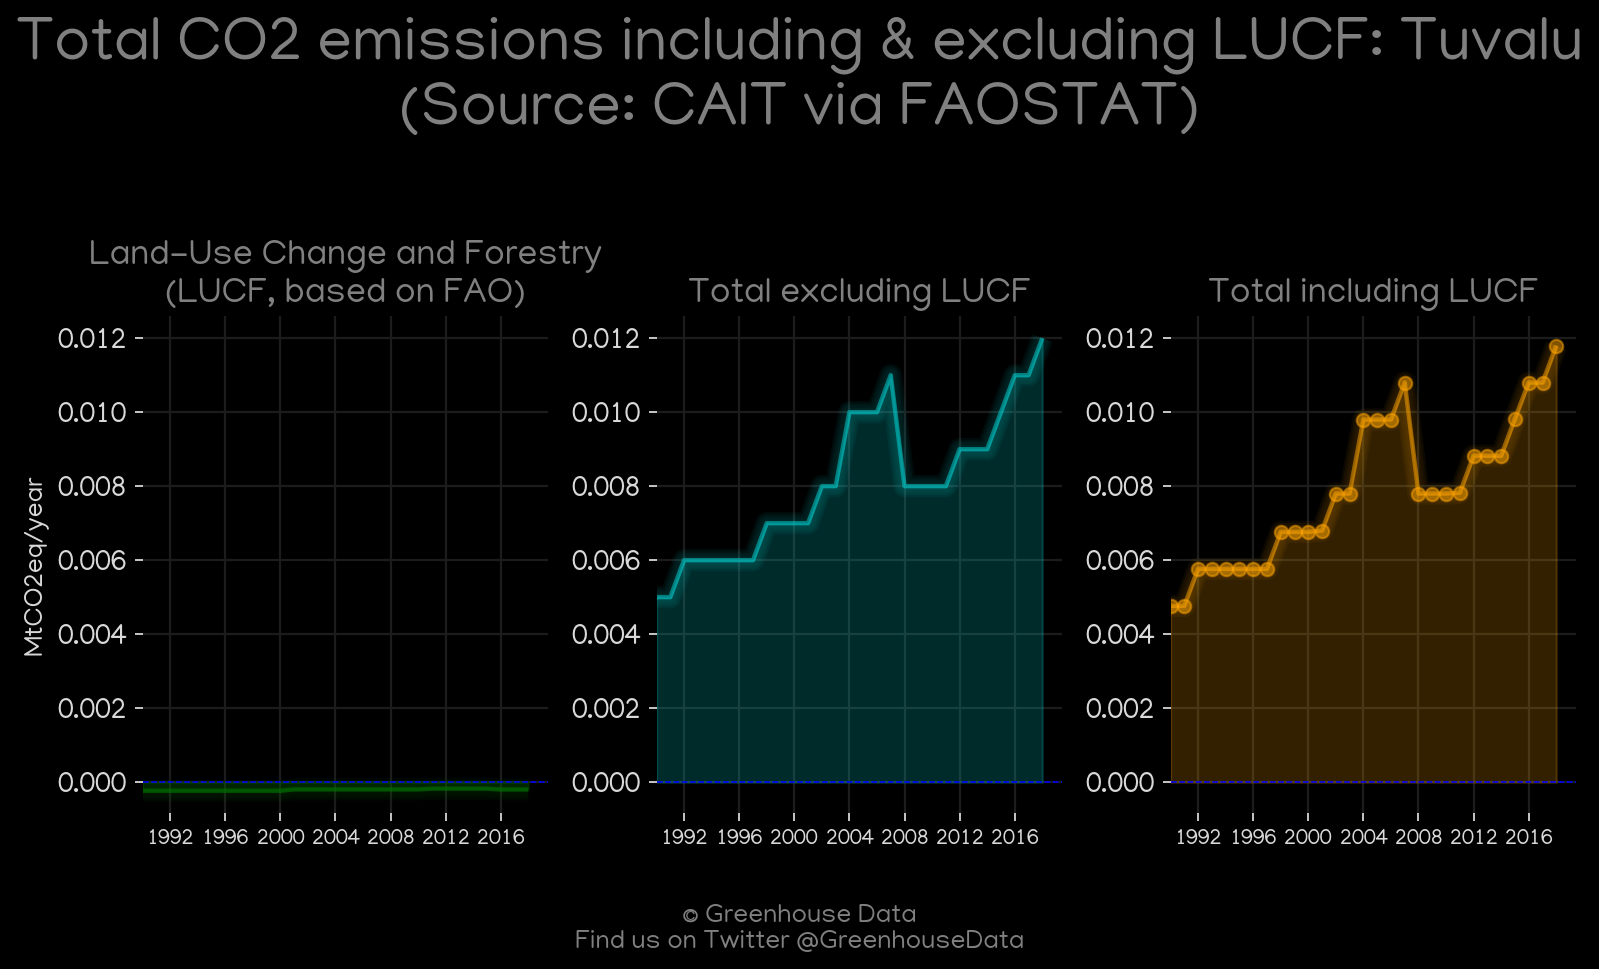 Total CO2 emissions including & excluding LUCF: Tuvalu
(Source: CAIT via FAOSTAT)
Land-Use Change and Forestry
(LUCF, based on FAO)
Total excluding LUCF
Total including LUCF
MtCO2eq/year
0.012
0.010
0.008
0.006
0.004
0.002
0.000
1992 1996 2000 2004 2008 2012 2016
0.012
0.010
0.008
0.006
0.004
0.002
0.000
1992 1996 2000 2004 2008 2012 2016
0.012
0.010
0.008
0.006
0.004
0.002
0.000
1992 1996 2000 2004 2008 2012 2016
© Greenhouse Data
Find us on Twitter @GreenhouseData